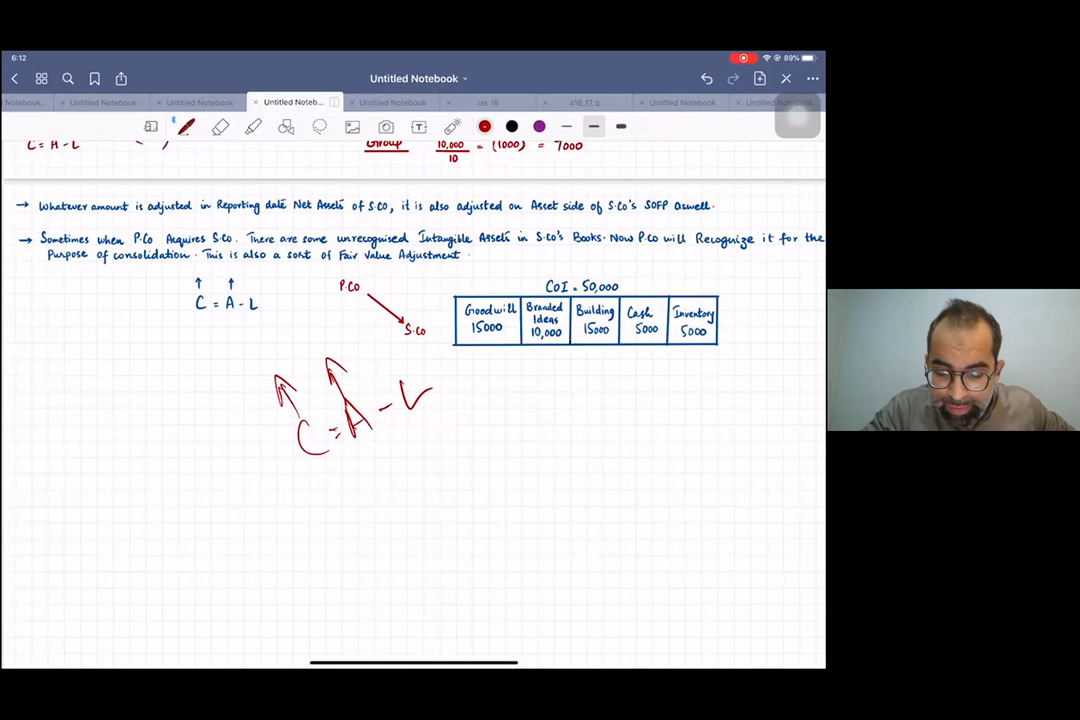 6:12
89%
Untitled Notebook
Notebook...
Untitled Notebook
Untitled Notebook
Untitled Noteb...
Untitled Notebook
ias 16
s16_f7_q
Untitled Notebook
Untitled Notebook
C = A - L
Group 10,000 = (1000) = 7000
10
→ Whatever amount is adjusted in Reporting date Net Assets of S.CO, it is also adjusted on Asset side of S.Co's SOFP aswell.
→ Sometimes when P.Co Acquires S.Co. There are some unrecognised Intangible Assets in S.co's Books. Now P.Co will Recognize it for the
Purpose of consolidation. This is also a sort of Fair Value Adjustment.
C = A - L
P.CO
S.CO
CoI = 50,000
Goodwill 15000
Branded Ideas 10,000
Building 15000
Cash 5000
Inventory 5000
C = A - L